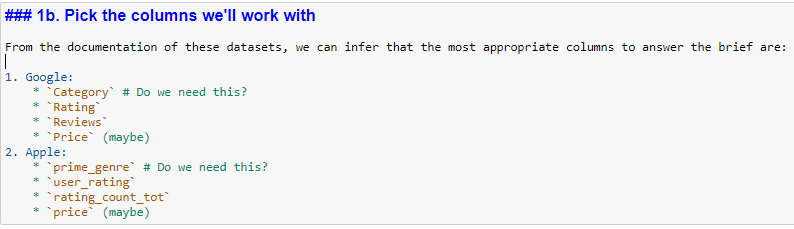 ### 1b. Pick the columns we'll work with
From the documentation of these datasets, we can infer that the most appropriate columns to answer the brief are:
1. Google:
* `Category` # Do we need this?
* `Rating`
* `Reviews`
* `Price` (maybe)
2. Apple:
* `prime_genre` # Do we need this?
* `user_rating`
* `rating_count_tot`
* `price` (maybe)